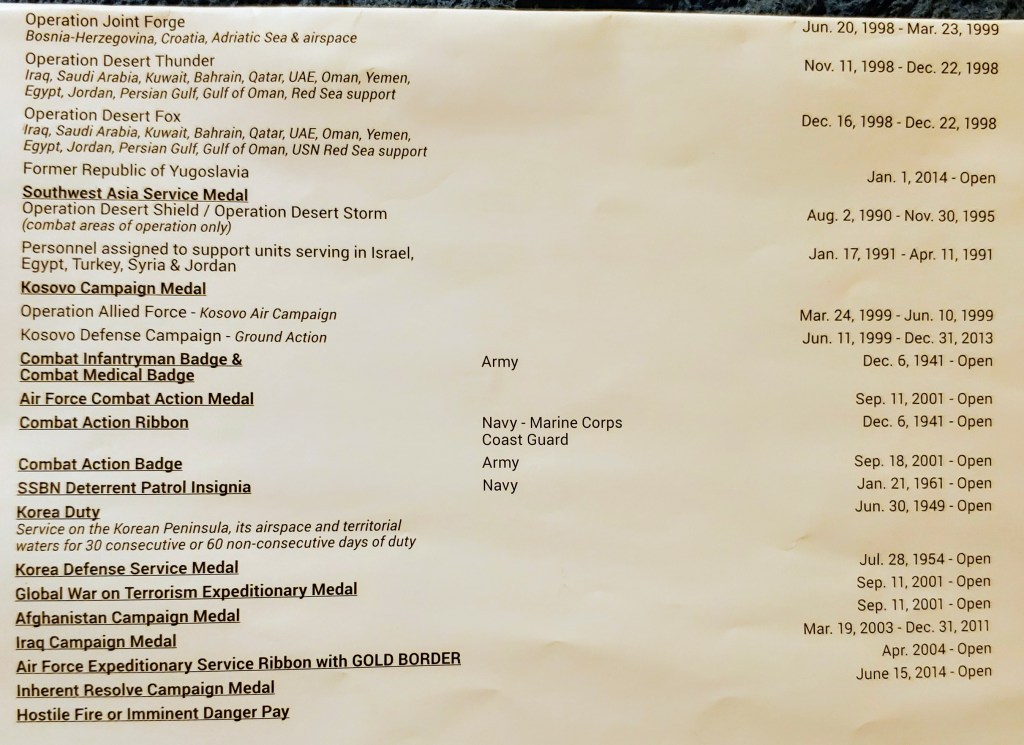 Operation Joint Forge Jun. 20, 1998 - Mar. 23, 1999
Bosnia-Herzegovina, Croatia, Adriatic Sea & airspace
Operation Desert Thunder Nov. 11, 1998 - Dec. 22, 1998
Iraq, Saudi Arabia, Kuwait, Bahrain, Qatar, UAE, Oman, Yemen,
Egypt, Jordan, Persian Gulf, Gulf of Oman, Red Sea support
Operation Desert Fox Dec. 16, 1998 - Dec. 22, 1998
Iraq, Saudi Arabia, Kuwait, Bahrain, Qatar, UAE, Oman, Yemen,
Egypt, Jordan, Persian Gulf, Gulf of Oman, USN Red Sea support
Former Republic of Yugoslavia Jan. 1, 2014 - Open
Southwest Asia Service Medal
Operation Desert Shield / Operation Desert Storm Aug. 2, 1990 - Nov. 30, 1995
(combat areas of operation only)
Personnel assigned to support units serving in Israel, Jan. 17, 1991 - Apr. 11, 1991
Egypt, Turkey, Syria & Jordan
Kosovo Campaign Medal
Operation Allied Force - Kosovo Air Campaign Mar. 24, 1999 - Jun. 10, 1999
Kosovo Defense Campaign - Ground Action Jun. 11, 1999 - Dec. 31, 2013
Combat Infantryman Badge & Army Dec. 6, 1941 - Open
Combat Medical Badge
Air Force Combat Action Medal Sep. 11, 2001 - Open
Combat Action Ribbon Navy - Marine Corps Dec. 6, 1941 - Open
Coast Guard
Combat Action Badge Army Sep. 18, 2001 - Open
SSBN Deterrent Patrol Insignia Navy Jan. 21, 1961 - Open
Korea Duty Jun. 30, 1949 - Open
Service on the Korean Peninsula, its airspace and territorial
waters for 30 consecutive or 60 non-consecutive days of duty
Korea Defense Service Medal Jul. 28, 1954 - Open
Global War on Terrorism Expeditionary Medal Sep. 11, 2001 - Open
Afghanistan Campaign Medal Sep. 11, 2001 - Open
Iraq Campaign Medal Mar. 19, 2003 - Dec. 31, 2011
Air Force Expeditionary Service Ribbon with GOLD BORDER Apr. 2004 - Open
Inherent Resolve Campaign Medal June 15, 2014 - Open
Hostile Fire or Imminent Danger Pay